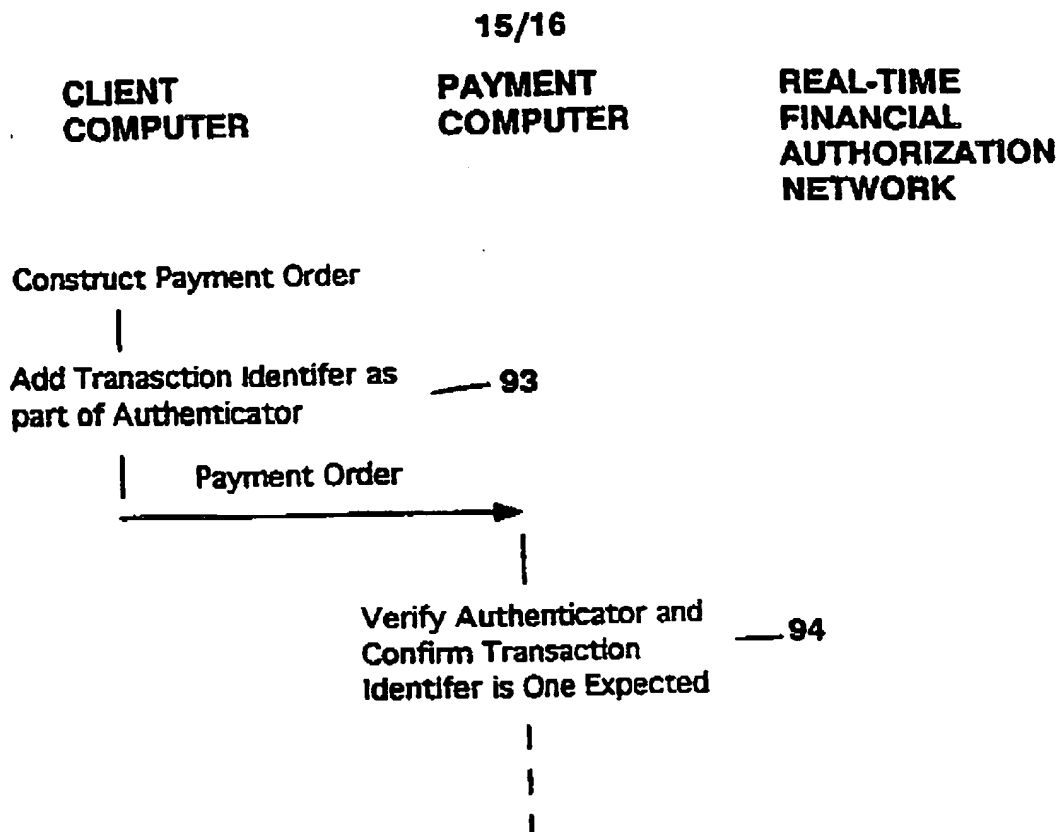 15/16
CLIENT
COMPUTER
PAYMENT
COMPUTER
REAL-TIME
FINANCIAL
AUTHORIZATION
NETWORK
Construct Payment Order
Add Tranasction Identifer as
part of Authenticator
93
Payment Order
Verify Authenticator and
Confirm Transaction
Identifer is One Expected
94